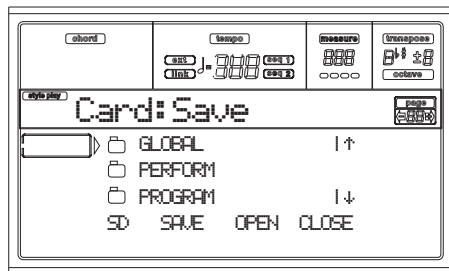 chord tempo measure transpose
ext seq 1
link seq 2
octave
style play page
Card:Save
GLOBAL
PERFORM
PROGRAM
SD SAVE OPEN CLOSE